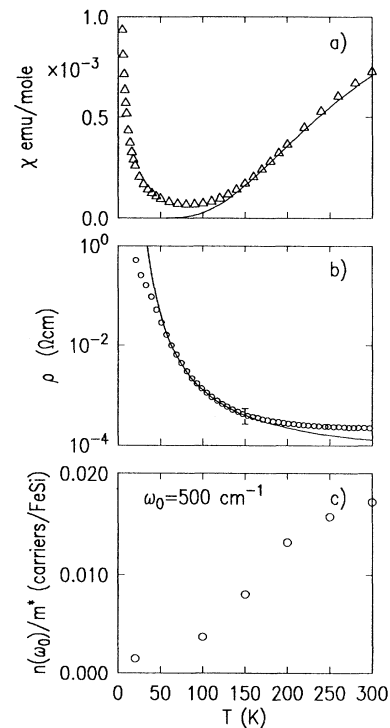 1.0
×10⁻³
a)
0.5
χ emu/mole
0.0
10⁰
b)
10⁻²
ρ (Ωcm)
10⁻⁴
0.020
ω₀=500 cm⁻¹
c)
0.010
n(ω₀)/m* (carriers/FeSi)
0.000
0 50 100 150 200 250 300
T (K)